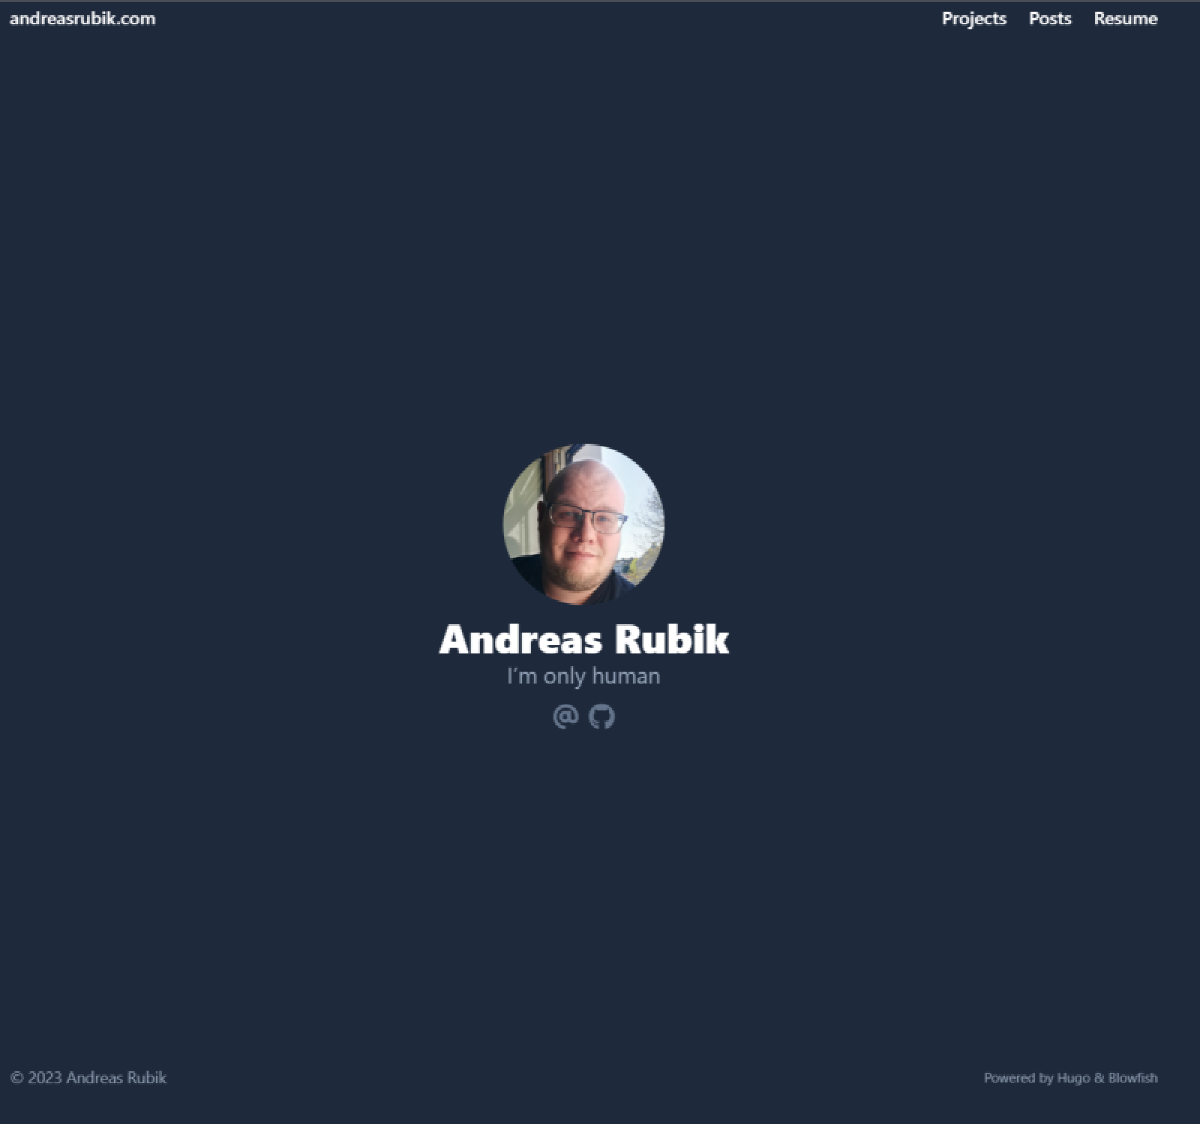 andreasrubik.com
Projects Posts Resume
Andreas Rubik
I'm only human
© 2023 Andreas Rubik
Powered by Hugo & Blowfish